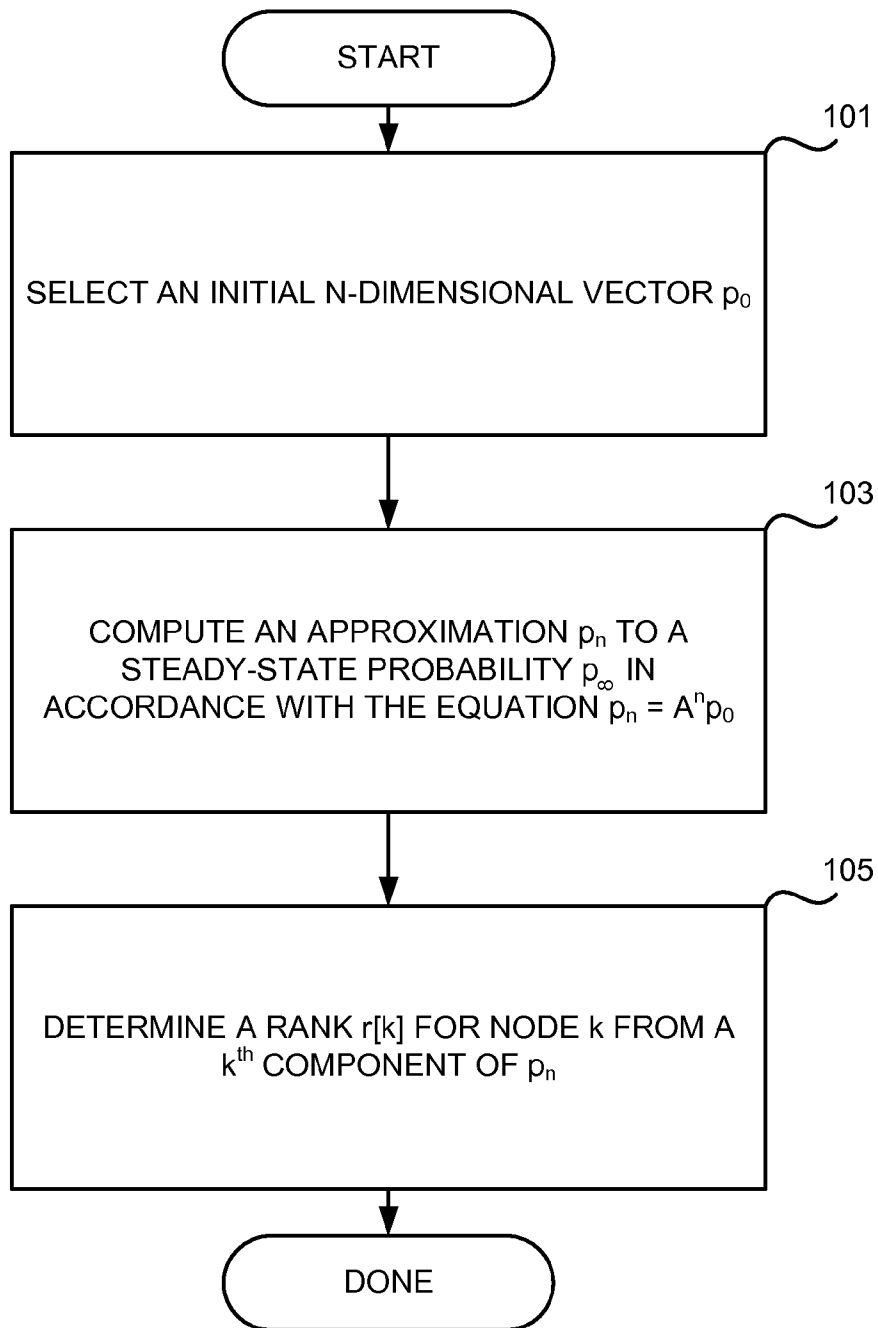 START
101
SELECT AN INITIAL N-DIMENSIONAL VECTOR p₀
103
COMPUTE AN APPROXIMATION pₙ TO A
STEADY-STATE PROBABILITY p∞ IN
ACCORDANCE WITH THE EQUATION pₙ = Aⁿp₀
105
DETERMINE A RANK r[k] FOR NODE k FROM A
kᵗʰ COMPONENT OF pₙ
DONE